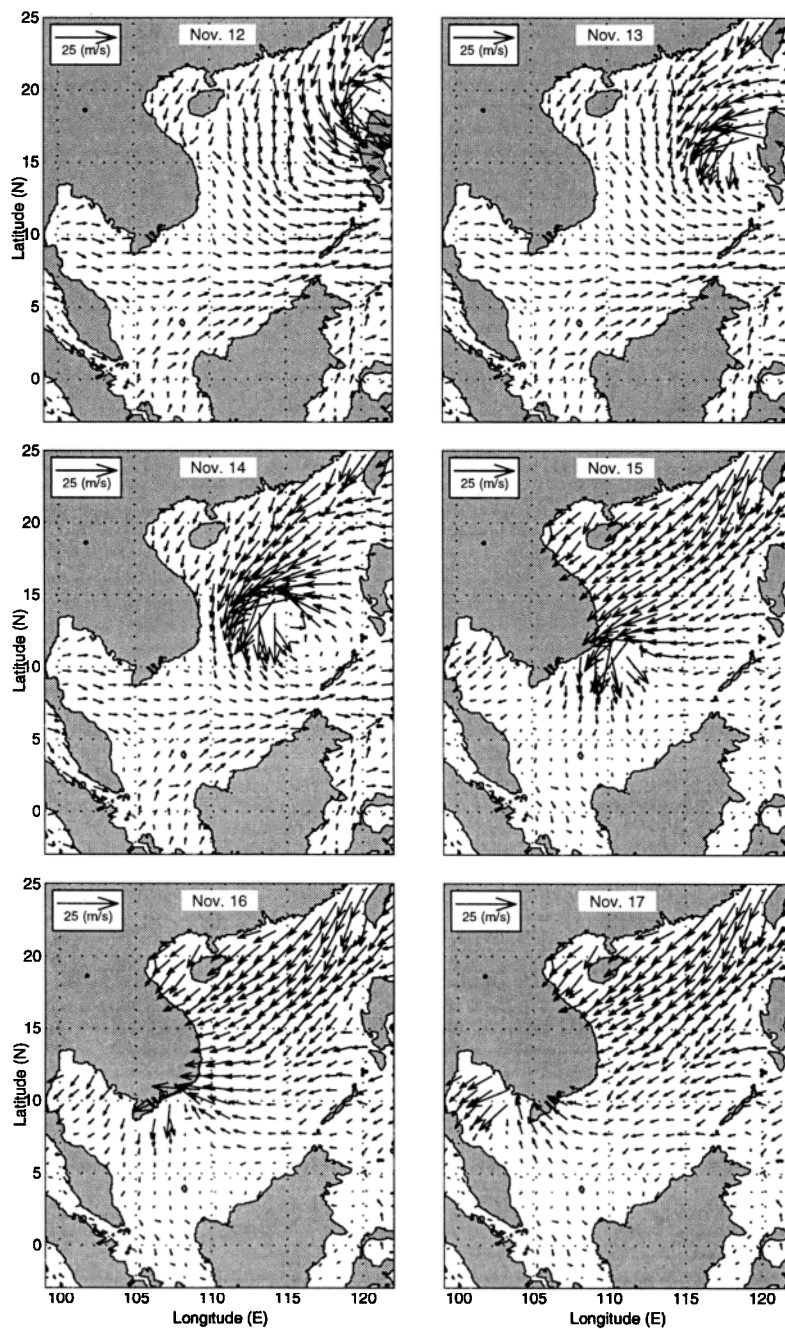 25
20
15
10
5
0
Latitude (N)
25 (m/s)
Nov. 12
25 (m/s)
Nov. 13
25
20
15
10
5
0
Latitude (N)
25 (m/s)
Nov. 14
25 (m/s)
Nov. 15
25
20
15
10
5
0
Latitude (N)
25 (m/s)
Nov. 16
25 (m/s)
Nov. 17
100 105 110 115 120
Longitude (E)
100 105 110 115 120
Longitude (E)